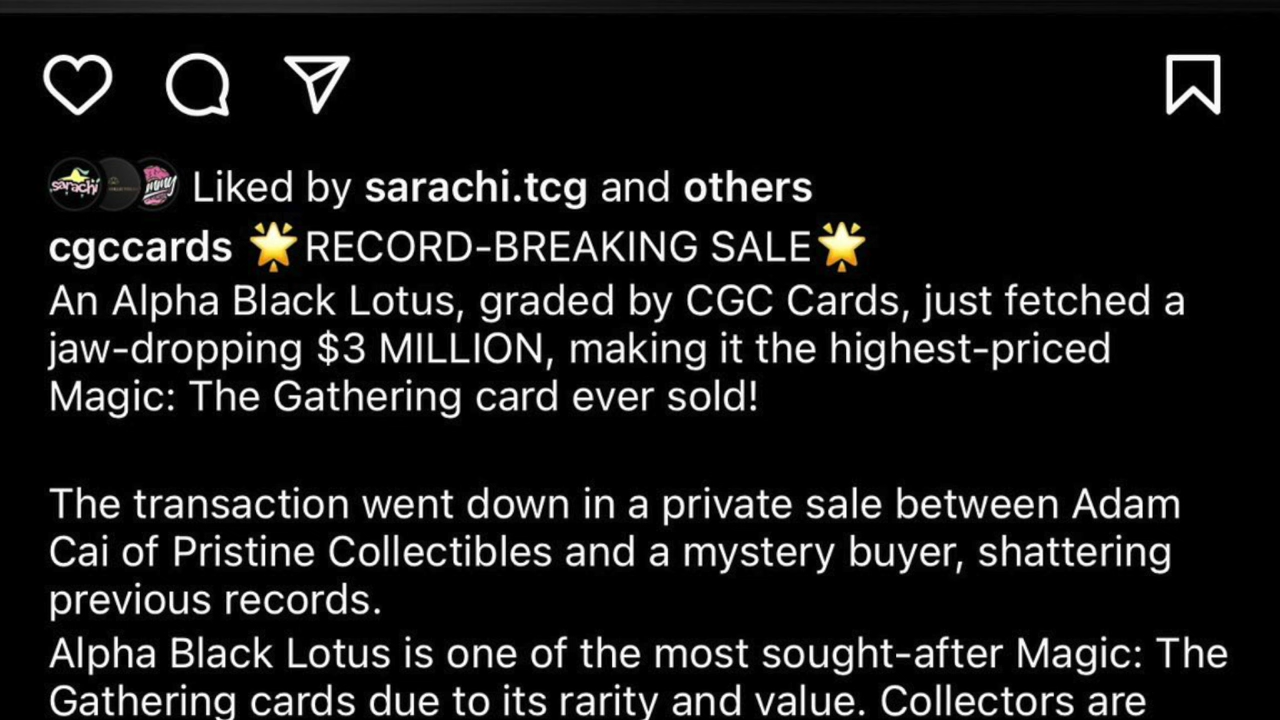 sarachi
Liked by sarachi.tcg and others
cgccards 🌟RECORD-BREAKING SALE🌟
An Alpha Black Lotus, graded by CGC Cards, just fetched a
jaw-dropping $3 MILLION, making it the highest-priced
Magic: The Gathering card ever sold!
The transaction went down in a private sale between Adam
Cai of Pristine Collectibles and a mystery buyer, shattering
previous records.
Alpha Black Lotus is one of the most sought-after Magic: The
Gathering cards due to its rarity and value. Collectors are